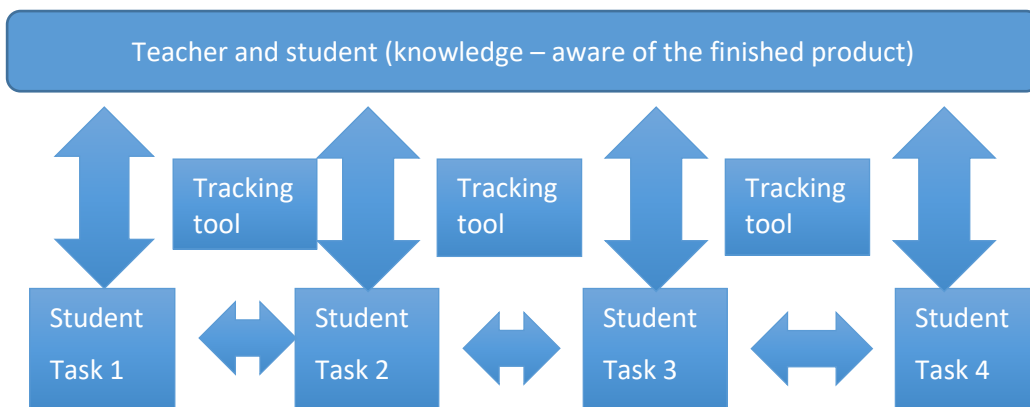 Teacher and student (knowledge – aware of the finished product)
Tracking
tool
Tracking
tool
Tracking
tool
Student
Task 1
Student
Task 2
Student
Task 3
Student
Task 4